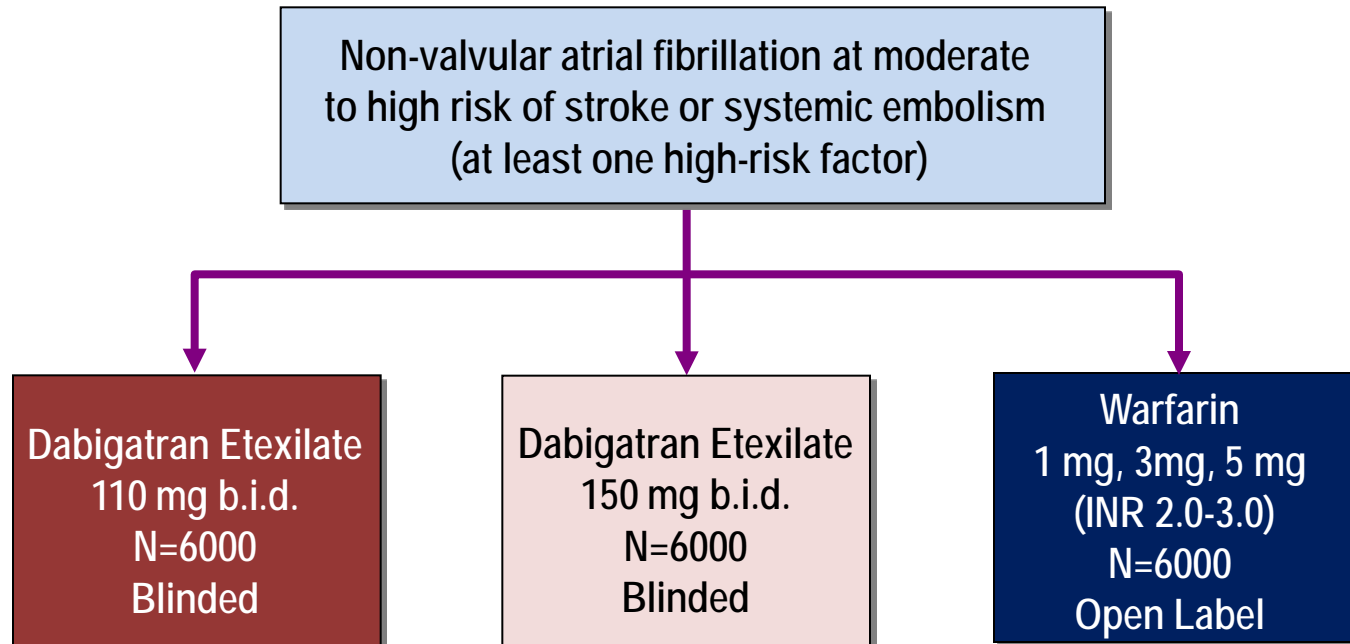 Non-valvular atrial fibrillation at moderate
to high risk of stroke or systemic embolism
(at least one high-risk factor)
Dabigatran Etexilate
110 mg b.i.d.
N=6000
Blinded
Dabigatran Etexilate
150 mg b.i.d.
N=6000
Blinded
Warfarin
1 mg, 3mg, 5 mg
(INR 2.0-3.0)
N=6000
Open Label